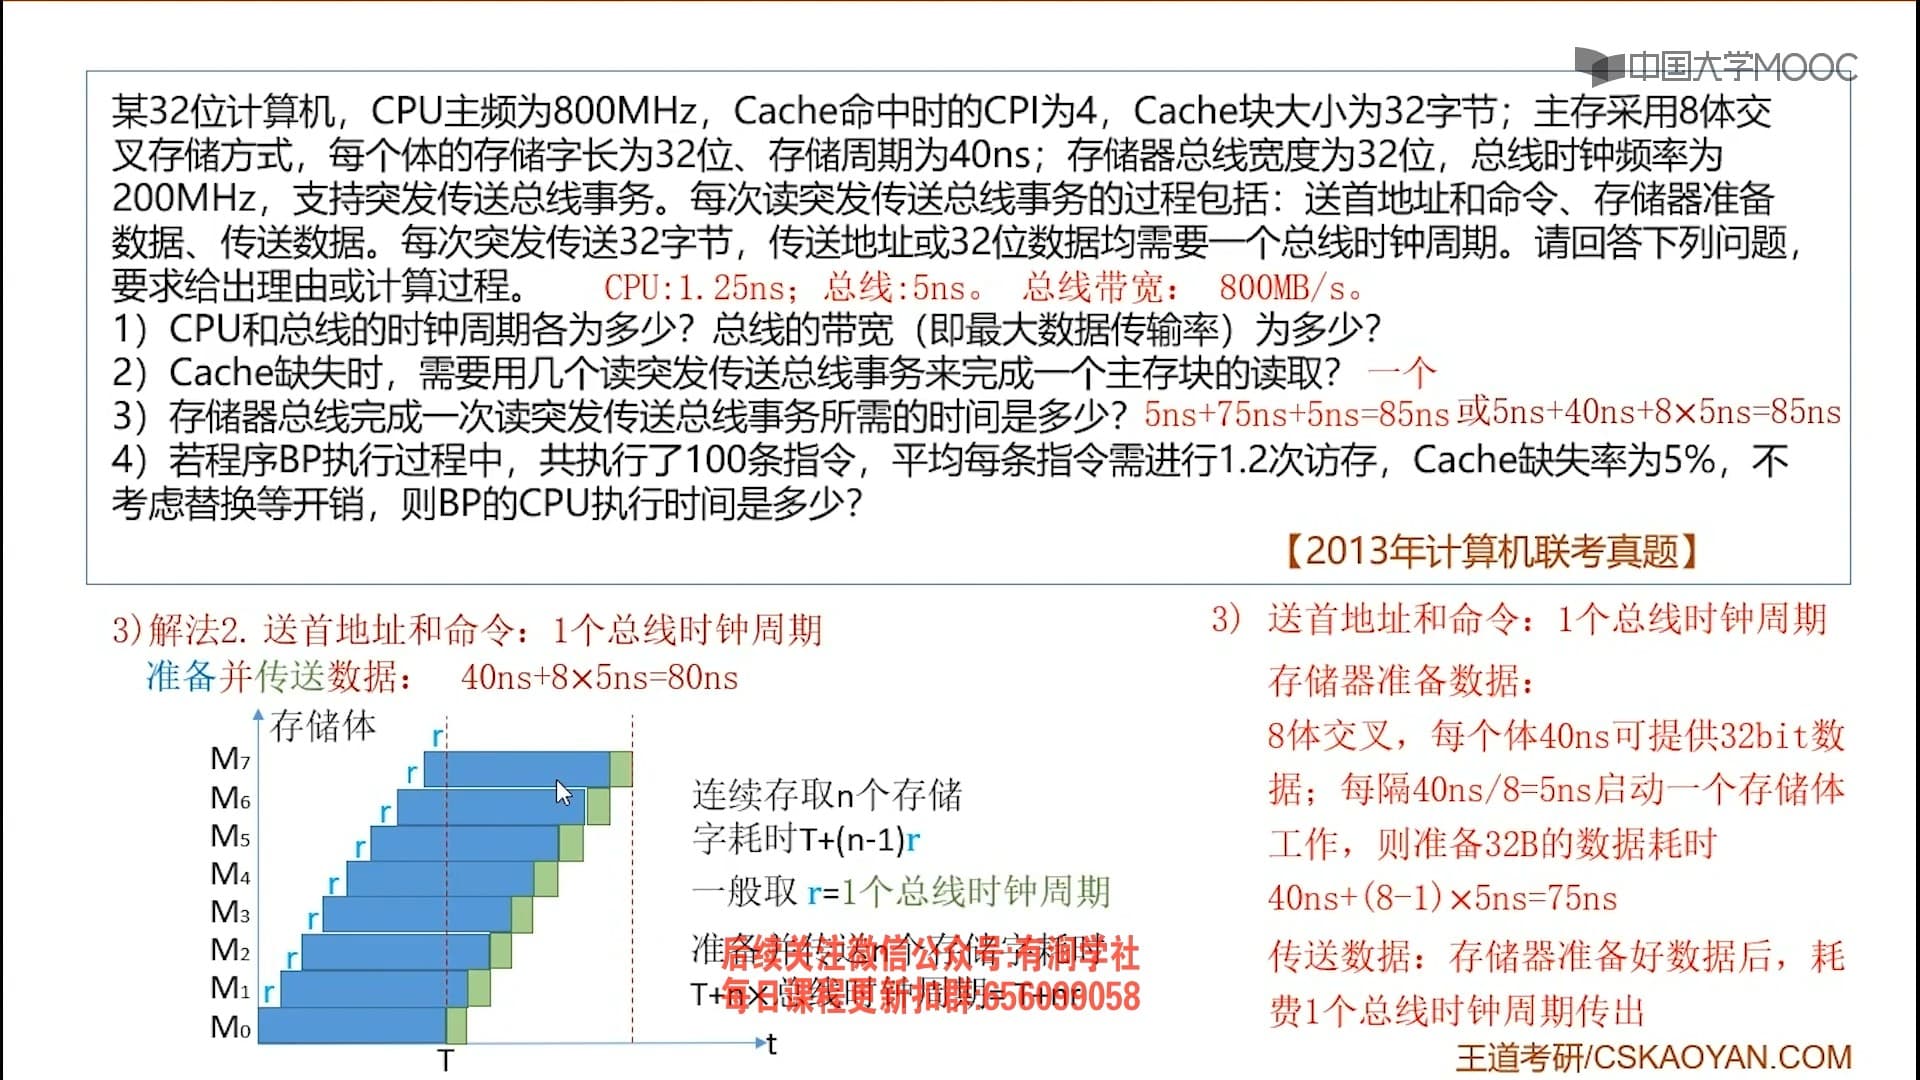 中国大学MOOC
某32位计算机，CPU主频为800MHz，Cache命中时的CPI为4，Cache块大小为32字节；主存采用8体交
叉存储方式，每个体的存储字长为32位、存储周期为40ns；存储器总线宽度为32位，总线时钟频率为
200MHz，支持突发传送总线事务。每次读突发传送总线事务的过程包括：送首地址和命令、存储器准备
数据、传送数据。每次突发传送32字节，传送地址或32位数据均需要一个总线时钟周期。请回答下列问题，
要求给出理由或计算过程。 CPU:1.25ns；总线:5ns。 总线带宽： 800MB/s。
1）CPU和总线的时钟周期各为多少？总线的带宽（即最大数据传输率）为多少？
2）Cache缺失时，需要用几个读突发传送总线事务来完成一个主存块的读取？ 一个
3）存储器总线完成一次读突发传送总线事务所需的时间是多少？5ns+75ns+5ns=85ns 或5ns+40ns+8×5ns=85ns
4）若程序BP执行过程中，共执行了100条指令，平均每条指令需进行1.2次访存，Cache缺失率为5%，不
考虑替换等开销，则BP的CPU执行时间是多少？
【2013年计算机联考真题】
3)解法2. 送首地址和命令：1个总线时钟周期
准备并传送数据： 40ns+8×5ns=80ns
存储体
r
M7 r
M6 r
M5 r
M4 r
M3 r
M2 r
M1 r
M0
T
t
连续存取n个存储
字耗时T+(n-1)r
一般取 r=1个总线时钟周期
准备并传送n个存储字耗时
T+n×总线时钟周期=T+nr
后续关注微信公众号:有润学社
每日课程更新扣群:656009058
3) 送首地址和命令：1个总线时钟周期
存储器准备数据：
8体交叉，每个体40ns可提供32bit数
据；每隔40ns/8=5ns启动一个存储体
工作，则准备32B的数据耗时
40ns+(8-1)×5ns=75ns
传送数据：存储器准备好数据后，耗
费1个总线时钟周期传出
王道考研/CSKAOYAN.COM